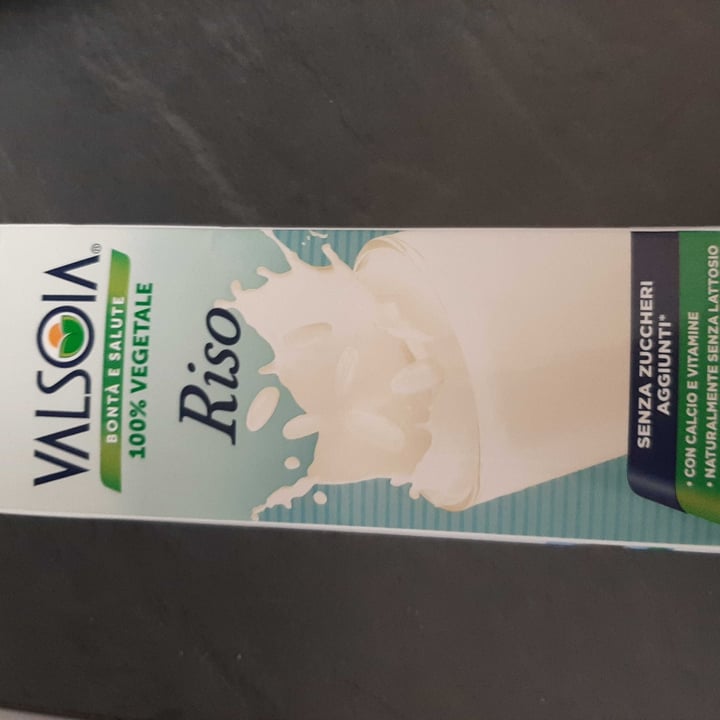 VALSOIA®
BONTÀ E SALUTE
100% VEGETALE
Riso
SENZA ZUCCHERI
AGGIUNTI*
• CON CALCIO E VITAMINE
• NATURALMENTE SENZA LATTOSIO